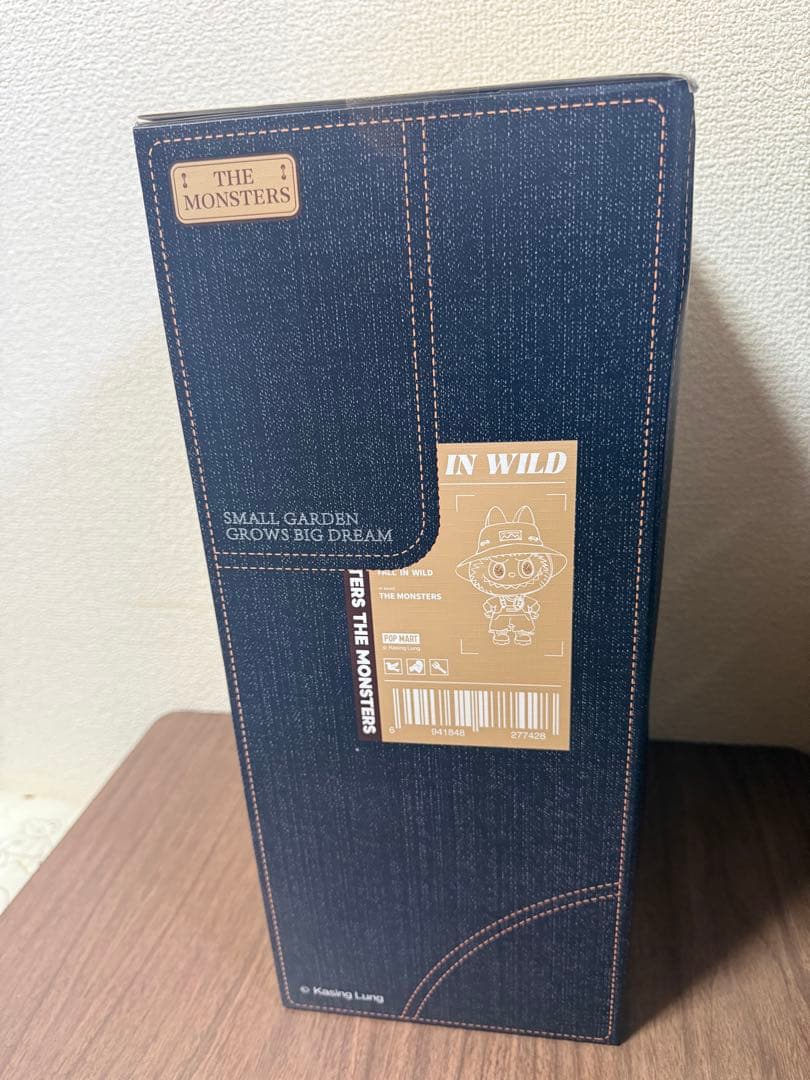 THE
MONSTERS
IN WILD
SMALL GARDEN
GROWS BIG DREAM
FALL IN WILD
THE MONSTERS
POP MART
© Kasing Lung
TERS THE MONSTERS
6 941848 277428
© Kasing Lung